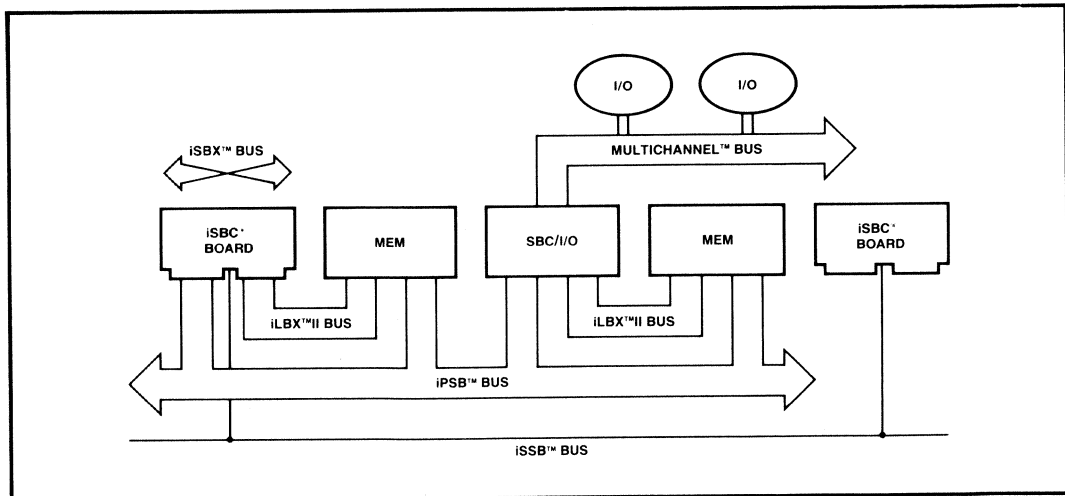 I/O
I/O
iSBX™ BUS
MULTICHANNEL™ BUS
iSBC*
BOARD
MEM
SBC/I/O
MEM
iSBC*
BOARD
iLBX™II BUS
iLBX™II BUS
iPSB™ BUS
iSSB™ BUS